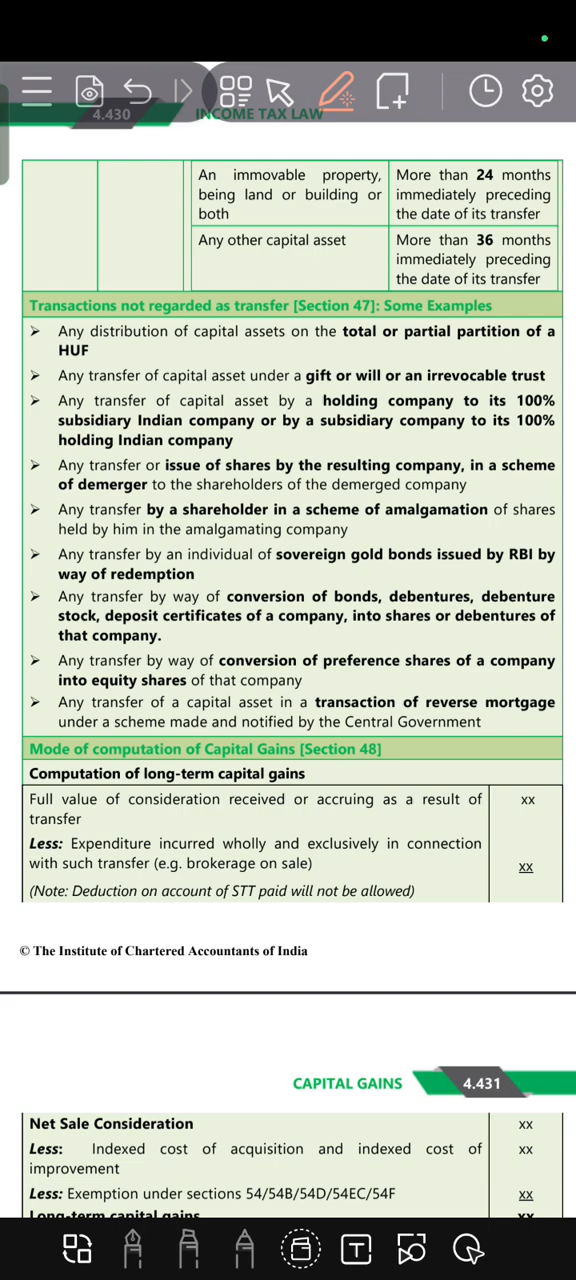 4.430
INCOME TAX LAW
An immovable property, More than 24 months
being land or building or immediately preceding
both the date of its transfer
Any other capital asset More than 36 months
immediately preceding
the date of its transfer
Transactions not regarded as transfer [Section 47]: Some Examples
➢ Any distribution of capital assets on the total or partial partition of a
HUF
➢ Any transfer of capital asset under a gift or will or an irrevocable trust
➢ Any transfer of capital asset by a holding company to its 100%
subsidiary Indian company or by a subsidiary company to its 100%
holding Indian company
➢ Any transfer or issue of shares by the resulting company, in a scheme
of demerger to the shareholders of the demerged company
➢ Any transfer by a shareholder in a scheme of amalgamation of shares
held by him in the amalgamating company
➢ Any transfer by an individual of sovereign gold bonds issued by RBI by
way of redemption
➢ Any transfer by way of conversion of bonds, debentures, debenture
stock, deposit certificates of a company, into shares or debentures of
that company.
➢ Any transfer by way of conversion of preference shares of a company
into equity shares of that company
➢ Any transfer of a capital asset in a transaction of reverse mortgage
under a scheme made and notified by the Central Government
Mode of computation of Capital Gains [Section 48]
Computation of long-term capital gains
Full value of consideration received or accruing as a result of xx
transfer
Less: Expenditure incurred wholly and exclusively in connection
with such transfer (e.g. brokerage on sale) xx
(Note: Deduction on account of STT paid will not be allowed)
© The Institute of Chartered Accountants of India
CAPITAL GAINS 4.431
Net Sale Consideration xx
Less: Indexed cost of acquisition and indexed cost of xx
improvement
Less: Exemption under sections 54/54B/54D/54EC/54F xx
Long-term capital gains xx
T